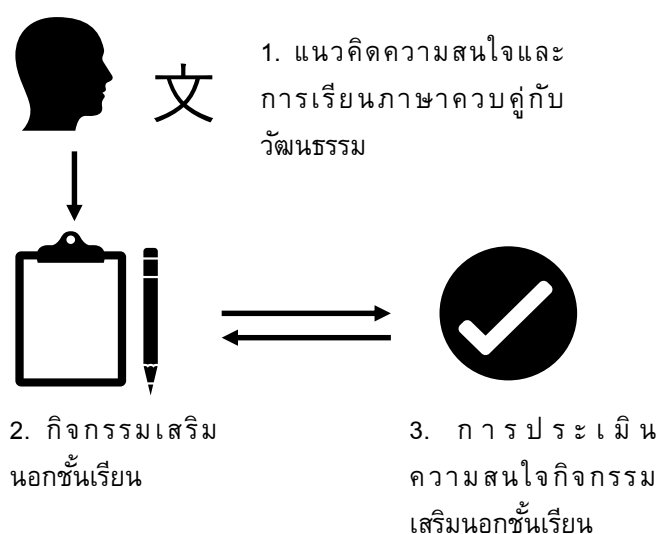 文
1. แนวคิดความสนใจและ
การเรียนภาษาควบคู่กับ
วัฒนธรรม
2. กิจกรรมเสริม
นอกชั้นเรียน
3. การประเมิน
ความสนใจกิจกรรม
เสริมนอกชั้นเรียน